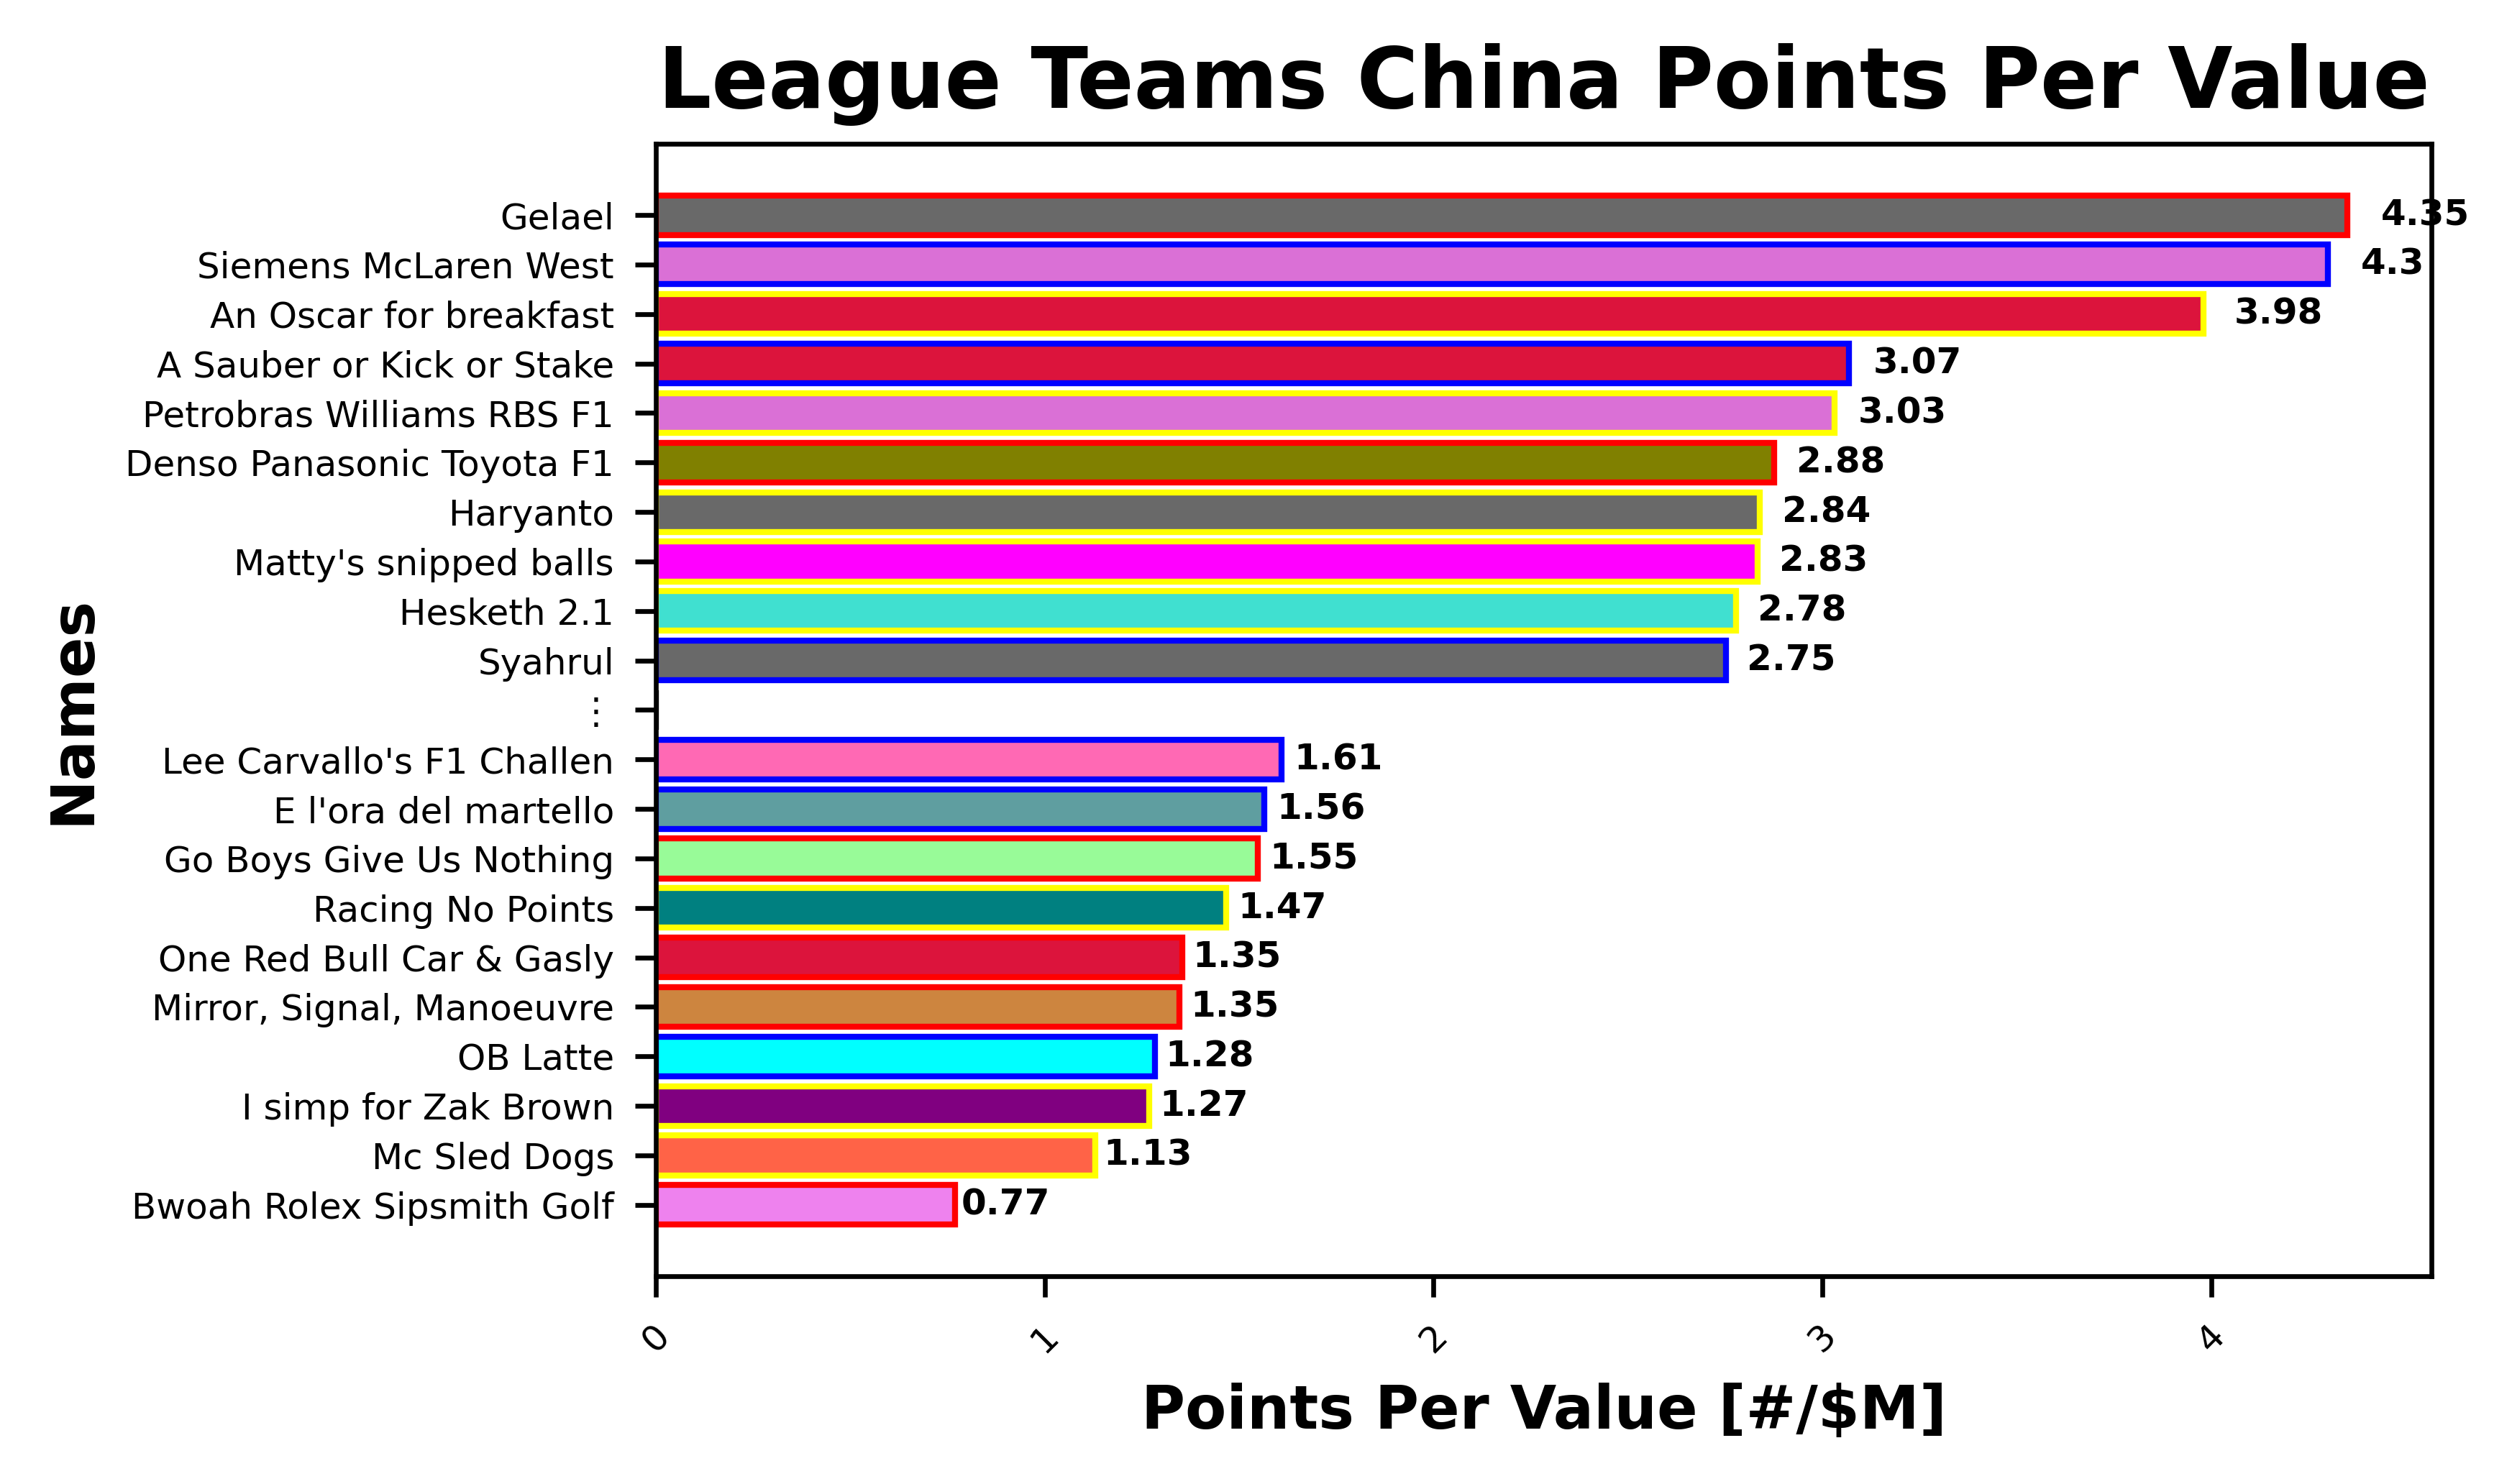 League Teams China Points Per Value
Names
Gelael 4.35
Siemens McLaren West 4.3
An Oscar for breakfast 3.98
A Sauber or Kick or Stake 3.07
Petrobras Williams RBS F1 3.03
Denso Panasonic Toyota F1 2.88
Haryanto 2.84
Matty's snipped balls 2.83
Hesketh 2.1 2.78
Syahrul 2.75
⋮
Lee Carvallo's F1 Challen 1.61
E l'ora del martello 1.56
Go Boys Give Us Nothing 1.55
Racing No Points 1.47
One Red Bull Car & Gasly 1.35
Mirror, Signal, Manoeuvre 1.35
OB Latte 1.28
I simp for Zak Brown 1.27
Mc Sled Dogs 1.13
Bwoah Rolex Sipsmith Golf 0.77
0 1 2 3 4
Points Per Value [#/$M]